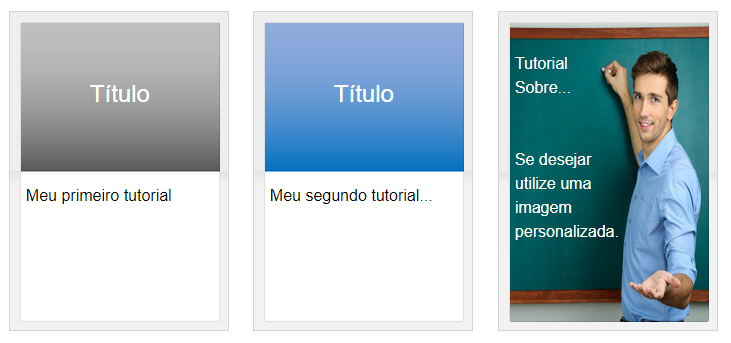 Título
Meu primeiro tutorial
Título
Meu segundo tutorial...
Tutorial
Sobre...
Se desejar
utilize uma
imagem
personalizada.